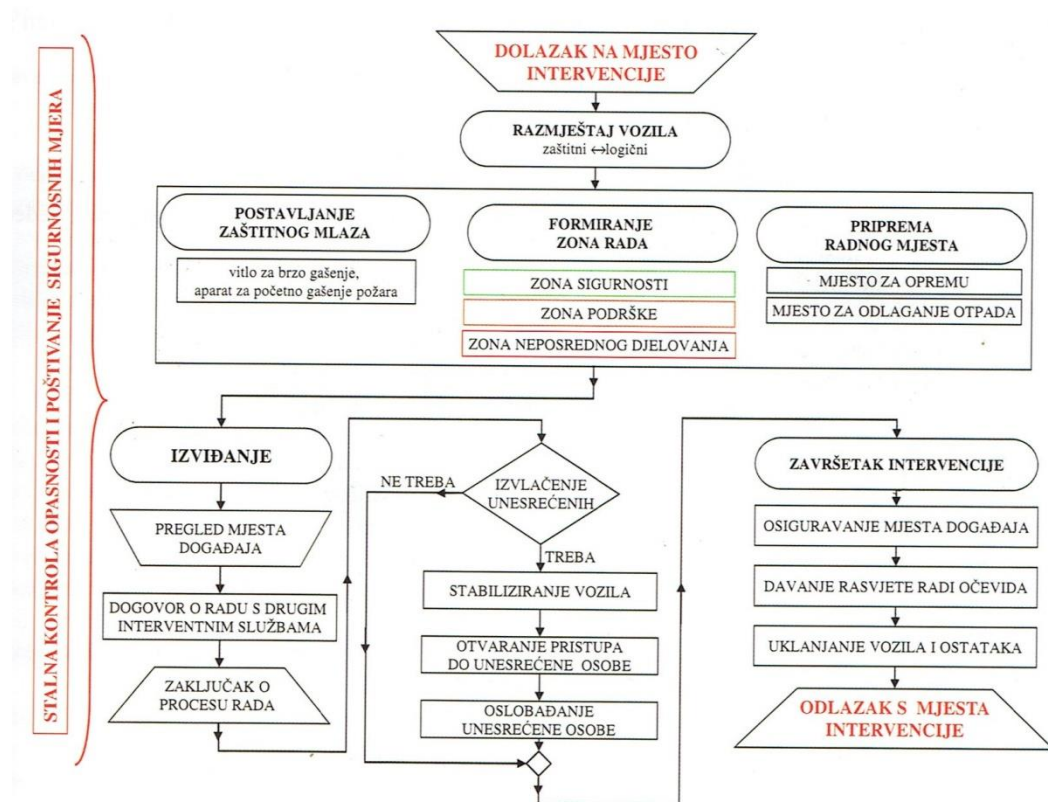 STALNA KONTROLA OPASNOSTI I POŠTIVANJE SIGURNOSNIH MJERA
DOLAZAK NA MJESTO
INTERVENCIJE
RAZMJEŠTAJ VOZILA
zaštitni ↔logični
POSTAVLJANJE
ZAŠTITNOG MLAZA
vitlo za brzo gašenje,
aparat za početno gašenje požara
FORMIRANJE
ZONA RADA
ZONA SIGURNOSTI
ZONA PODRŠKE
ZONA NEPOSREDNOG DJELOVANJA
PRIPREMA
RADNOG MJESTA
MJESTO ZA OPREMU
MJESTO ZA ODLAGANJE OTPADA
IZVIĐANJE
PREGLED MJESTA
DOGAĐAJA
DOGOVOR O RADU S DRUGIM
INTERVENTNIM SLUŽBAMA
ZAKLJUČAK O
PROCESU RADA
IZVLAČENJE
UNESREĆENIH
NE TREBA
TREBA
STABILIZIRANJE VOZILA
OTVARANJE PRISTUPA
DO UNESREĆENE OSOBE
OSLOBAĐANJE
UNESREĆENE OSOBE
ZAVRŠETAK INTERVENCIJE
OSIGURAVANJE MJESTA DOGAĐAJA
DAVANJE RASVJETE RADI OČEVIDA
UKLANJANJE VOZILA I OSTATAKA
ODLAZAK S MJESTA
INTERVENCIJE